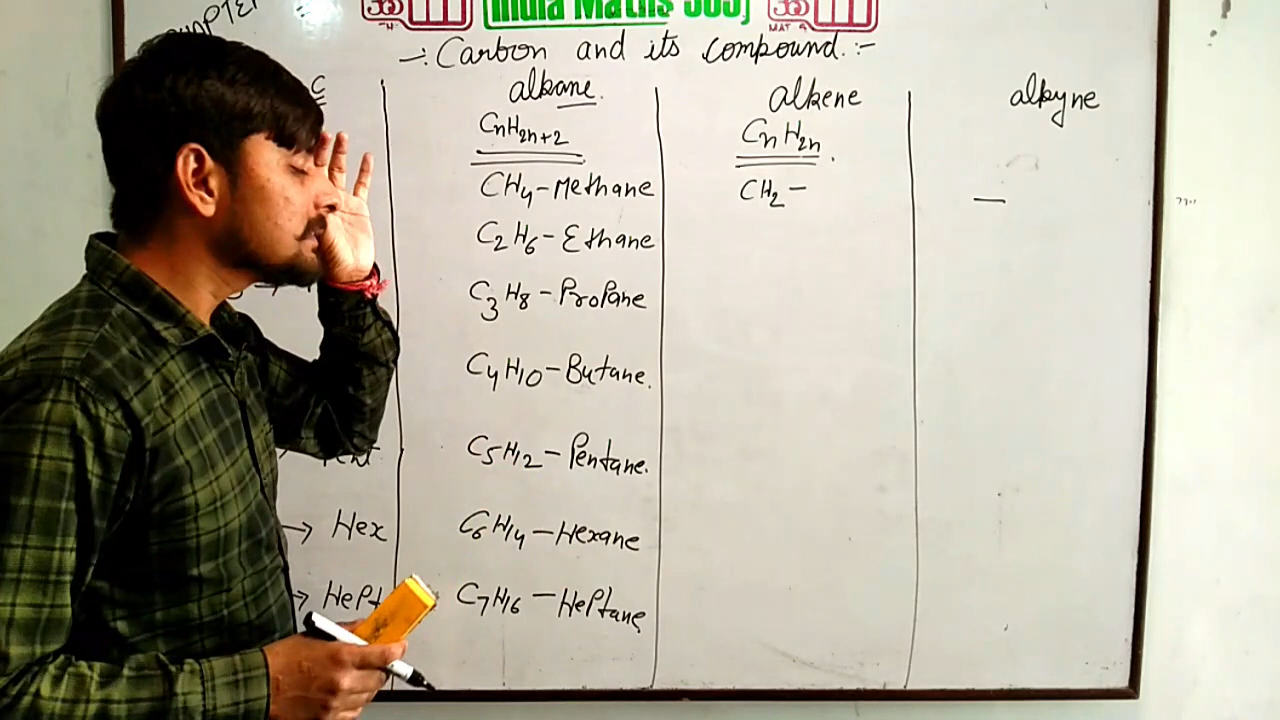 India Maths 365
-: Carbon and its compound :-
C
alkane
alkene
alkyne
CnH2n+2
CnH2n
CH4 - Methane
CH2 -
—
C2H6 - Ethane
C3H8 - Propane
C4H10 - Butane.
C5H12 - Pentane.
→ Hex
C6H14 - Hexane
→ Hept
C7H16 - Heptane